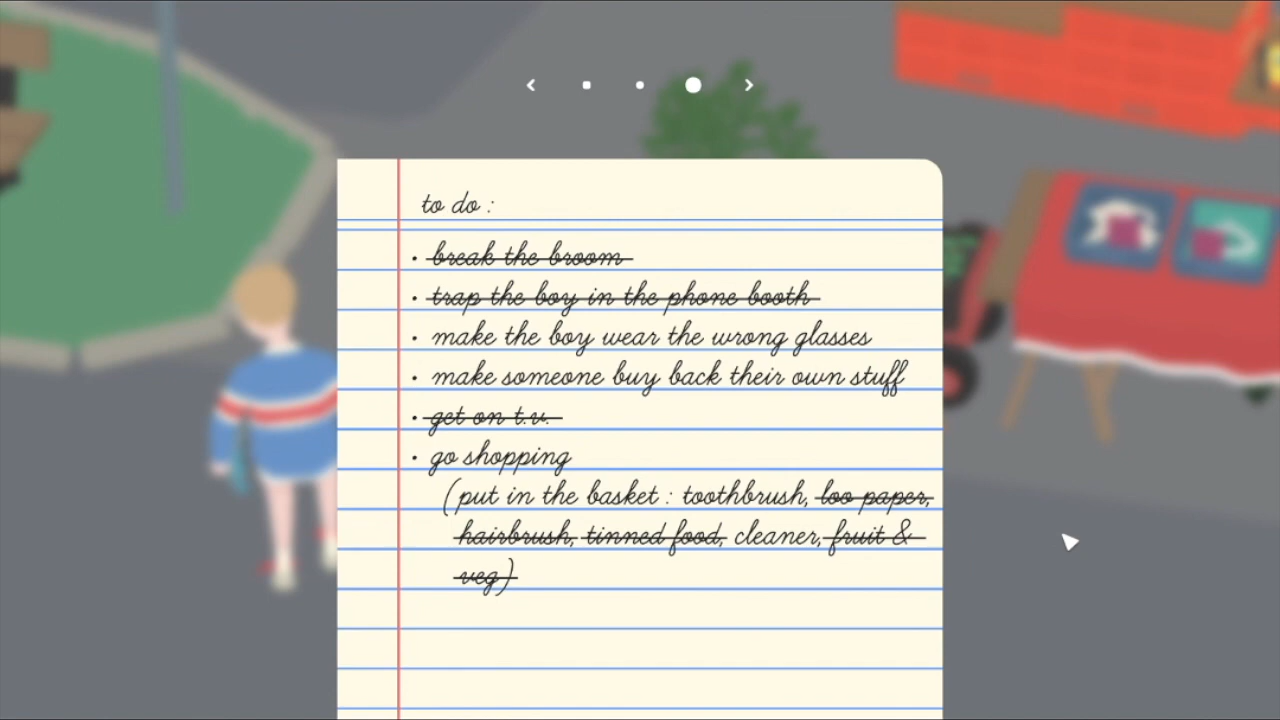 to do :
• break the broom
• trap the boy in the phone booth
• make the boy wear the wrong glasses
• make someone buy back their own stuff
• get on t.v.
• go shopping
(put in the basket : toothbrush, loo paper,
hairbrush, tinned food, cleaner, fruit &
veg)